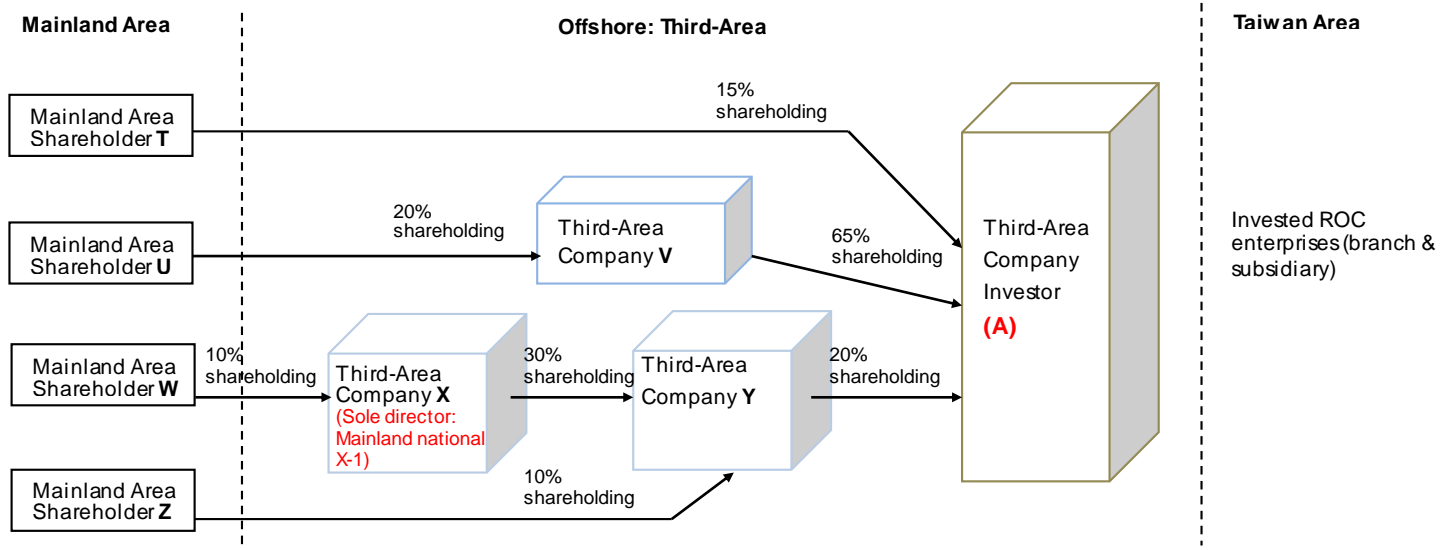 Mainland Area
Offshore: Third-Area
Taiwan Area
Mainland Area
Shareholder T
15%
shareholding
Mainland Area
Shareholder U
20%
shareholding
Third-Area
Company V
65%
shareholding
Third-Area
Company
Investor
(A)
Invested ROC
enterprises (branch &
subsidiary)
Mainland Area
Shareholder W
10%
shareholding
Third-Area
Company X
(Sole director:
Mainland national
X-1)
30%
shareholding
Third-Area
Company Y
20%
shareholding
Mainland Area
Shareholder Z
10%
shareholding